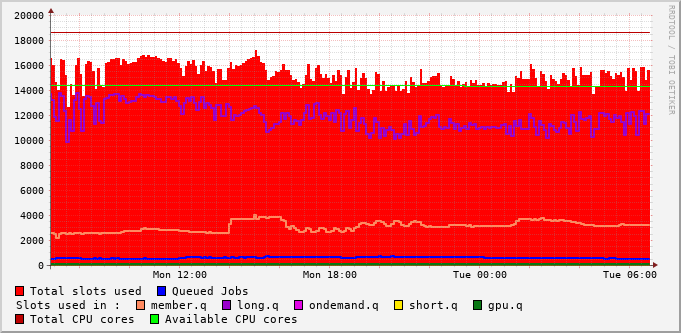 RRDTOOL / TOBI OETIKER
20000
18000
16000
14000
12000
10000
8000
6000
4000
2000
0
Mon 12:00 Mon 18:00 Tue 00:00 Tue 06:00
Total slots used Queued Jobs
Slots used in : member.q long.q ondemand.q short.q gpu.q
Total CPU cores Available CPU cores